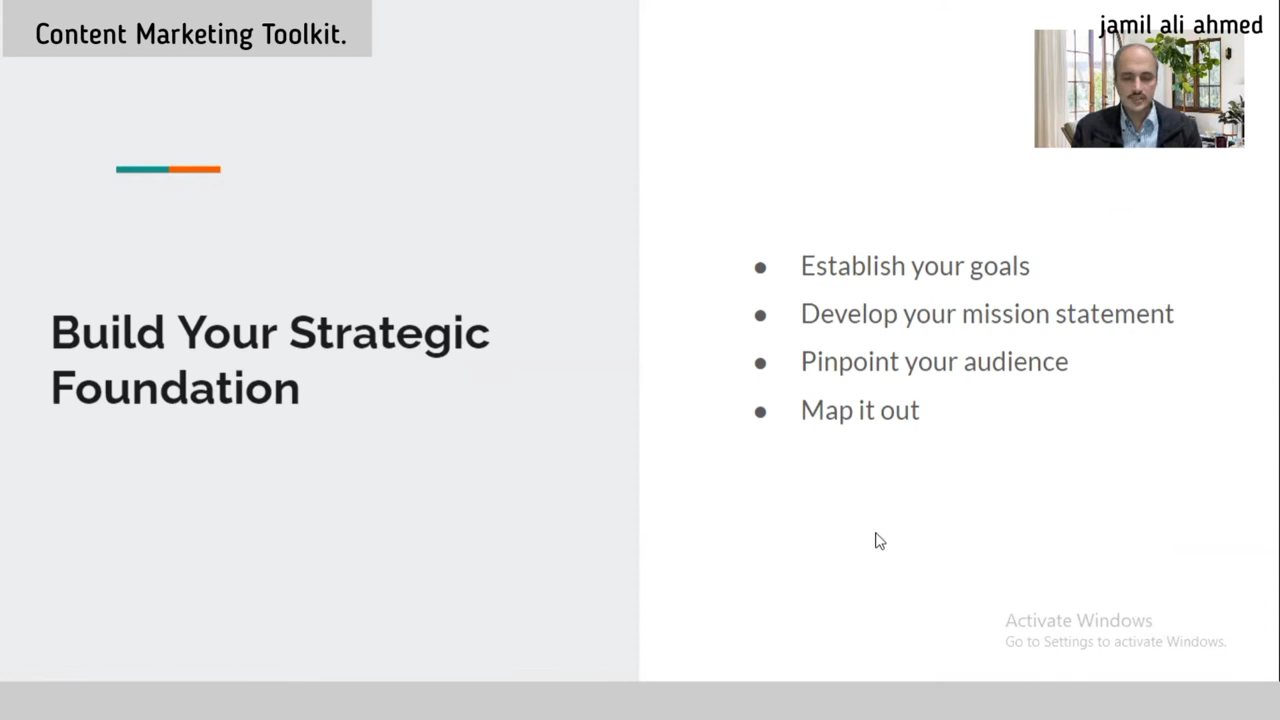 Content Marketing Toolkit.
jamil ali ahmed
Build Your Strategic
Foundation
● Establish your goals
● Develop your mission statement
● Pinpoint your audience
● Map it out
Activate Windows
Go to Settings to activate Windows.